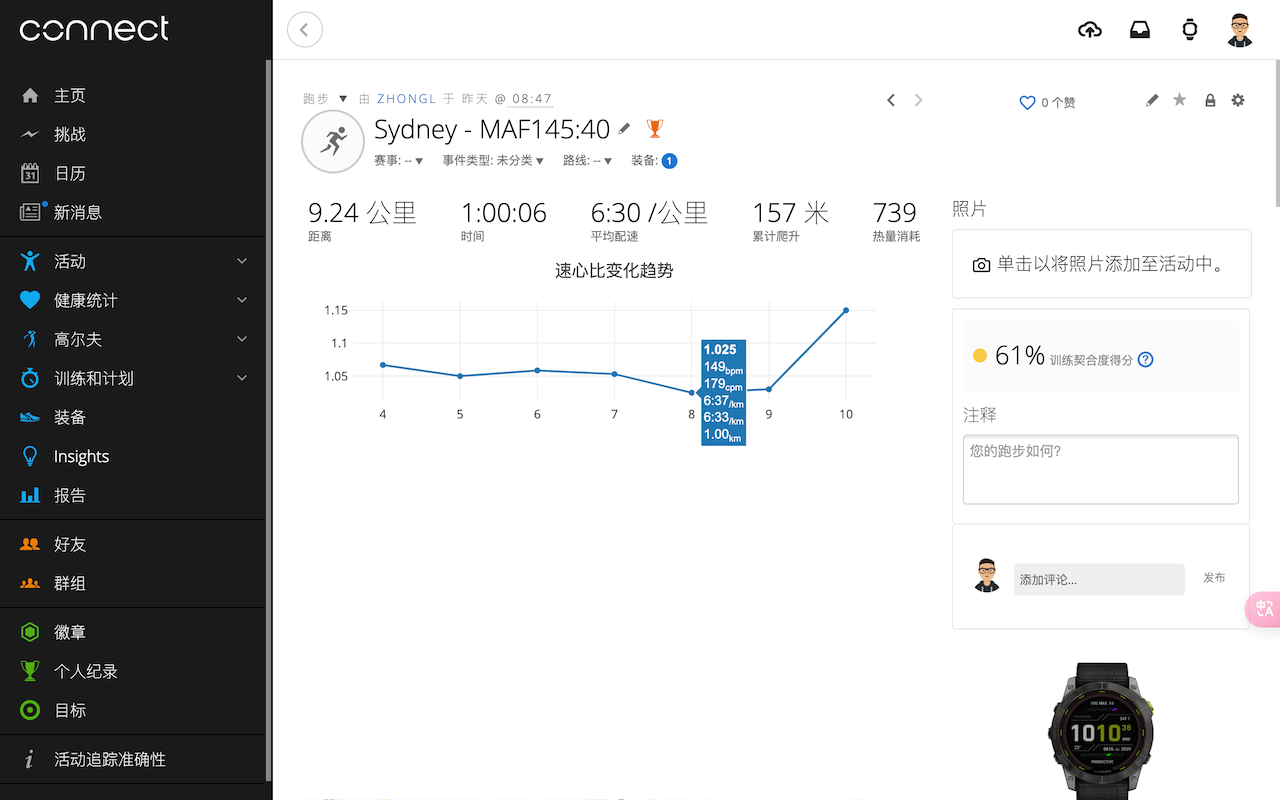 connect
主页
挑战
日历
31
新消息
活动
健康统计
高尔夫
训练和计划
装备
Insights
报告
好友
群组
徽章
个人纪录
目标
活动追踪准确性
跑步 ▼ 由 ZHONGL 于 昨天 @ 08:47
Sydney - MAF145:40
赛事: -- ▼ 事件类型: 未分类 ▼ 路线: -- ▼ 装备: 1
0 个赞
9.24 公里 1:00:06 6:30 /公里 157 米 739
距离 时间 平均配速 累计爬升 热量消耗
速心比变化趋势
1.15
1.1
1.05
4 5 6 7 8 9 10
1.025
149bpm
179cpm
6:37/km
6:33/km
1.00km
照片
单击以将照片添加至活动中。
61% 训练契合度得分 ?
注释
您的跑步如何?
添加评论... 发布
中A
SAT 1
1010 38
PRODUCTIVE